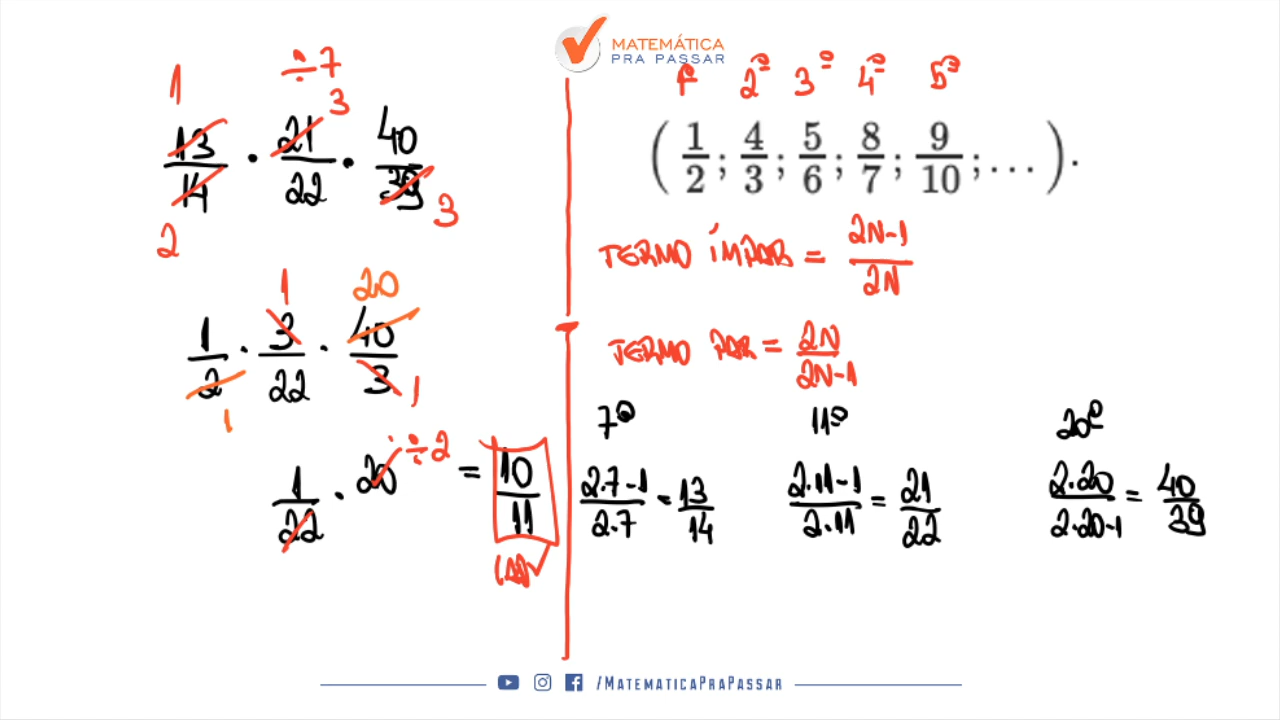 MATEMÁTICA
PRA PASSAR
1 ÷7 3
13/14 · 21/22 · 40/39
2 3
1 20
1/2 · 3/22 · 40/3
1 1
1/22 · 20 ÷2 = 10/11
1º 2º 3º 4º 5º
( 1/2 ; 4/3 ; 5/6 ; 8/7 ; 9/10 ; ... ).
TERMO ÍMPAR = 2N-1/2N
TERMO PAR = 2N/2N-1
7º 11º 20º
2.7-1/2.7 = 13/14 2.11-1/2.11 = 21/22 2.20/2.20-1 = 40/39
/MATEMATICAPRAPASSAR